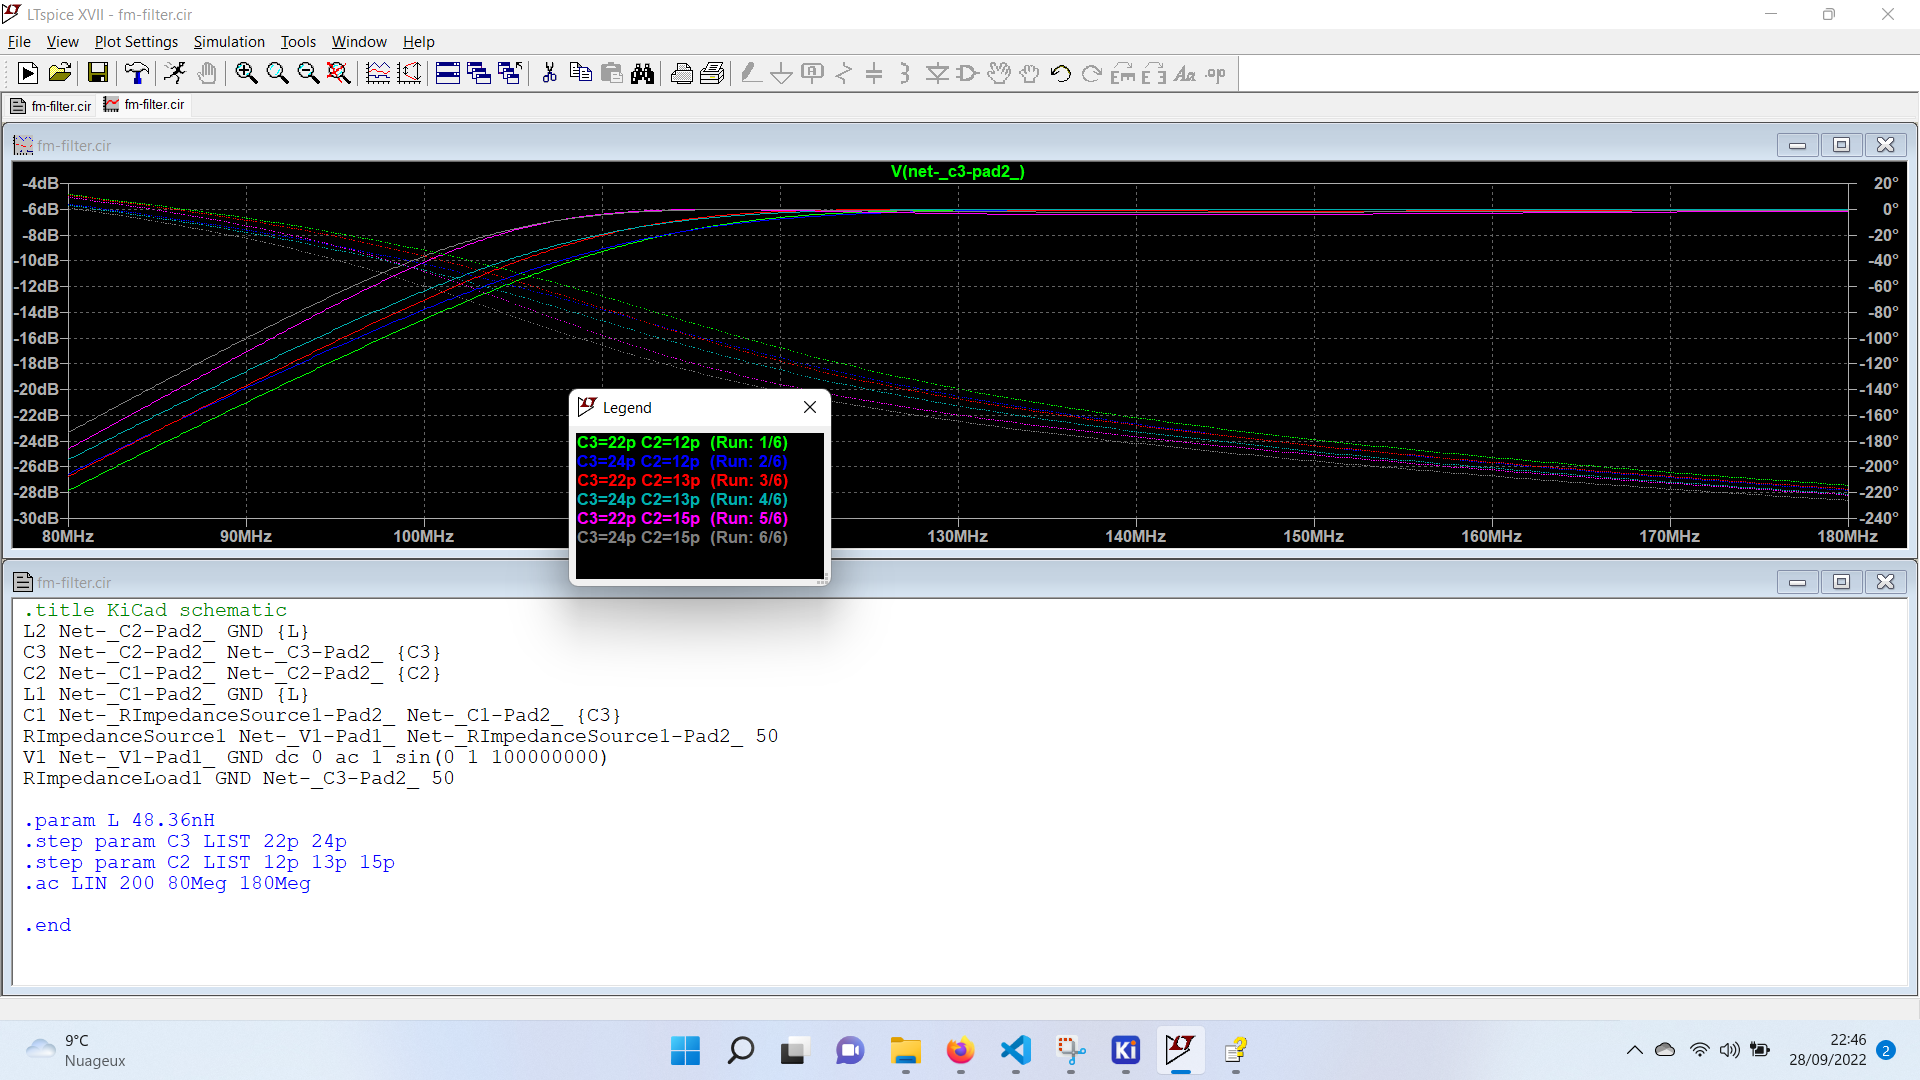 LTspice XVII - fm-filter.cir
File View Plot Settings Simulation Tools Window Help
fm-filter.cir fm-filter.cir
fm-filter.cir
V(net-_c3-pad2_)
-4dB 20°
-6dB 0°
-8dB -20°
-10dB -40°
-12dB -60°
-14dB -80°
-16dB -100°
-18dB -120°
-20dB -140°
-22dB -160°
-24dB -180°
-26dB -200°
-28dB -220°
-30dB -240°
80MHz 90MHz 100MHz 130MHz 140MHz 150MHz 160MHz 170MHz 180MHz
Legend
C3=22p C2=12p (Run: 1/6)
C3=24p C2=12p (Run: 2/6)
C3=22p C2=13p (Run: 3/6)
C3=24p C2=13p (Run: 4/6)
C3=22p C2=15p (Run: 5/6)
C3=24p C2=15p (Run: 6/6)
fm-filter.cir
.title KiCad schematic
L2 Net-_C2-Pad2_ GND {L}
C3 Net-_C2-Pad2_ Net-_C3-Pad2_ {C3}
C2 Net-_C1-Pad2_ Net-_C2-Pad2_ {C2}
L1 Net-_C1-Pad2_ GND {L}
C1 Net-_RImpedanceSource1-Pad2_ Net-_C1-Pad2_ {C3}
RImpedanceSource1 Net-_V1-Pad1_ Net-_RImpedanceSource1-Pad2_ 50
V1 Net-_V1-Pad1_ GND dc 0 ac 1 sin(0 1 100000000)
RImpedanceLoad1 GND Net-_C3-Pad2_ 50
.param L 48.36nH
.step param C3 LIST 22p 24p
.step param C2 LIST 12p 13p 15p
.ac LIN 200 80Meg 180Meg
.end
9°C
Nuageux
Ki
22:46
28/09/2022
2